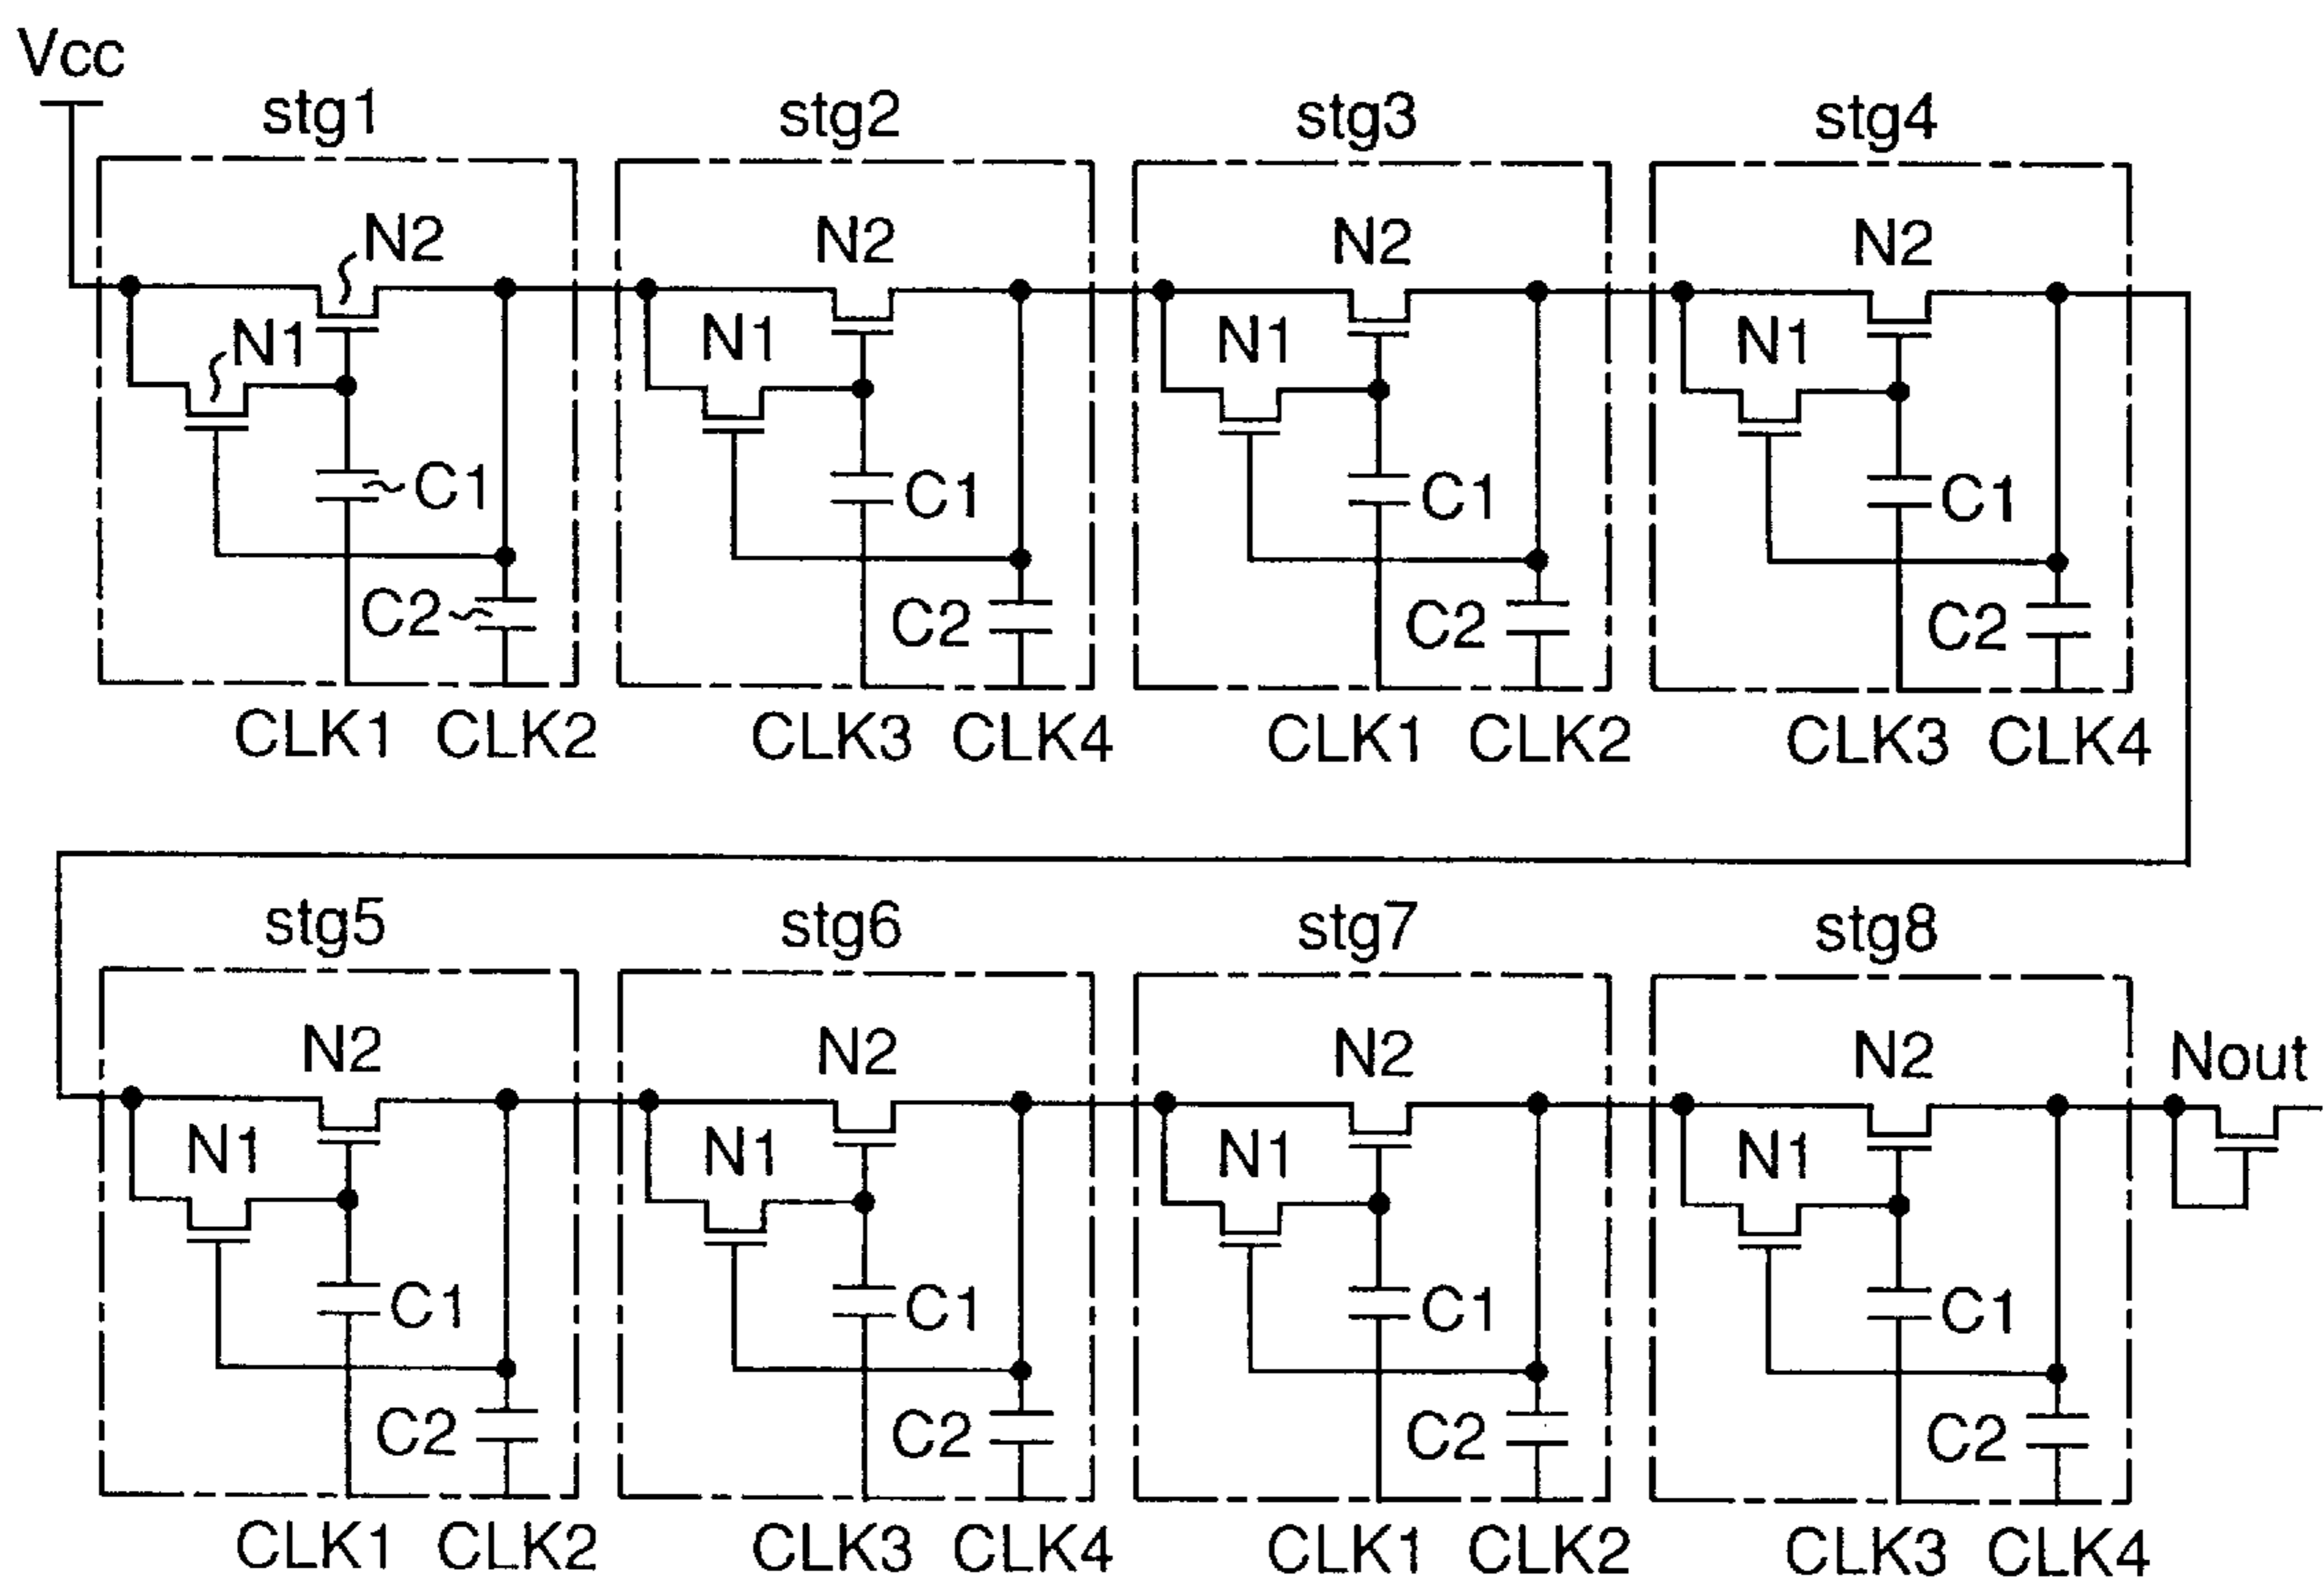 Vcc
stg1 stg2 stg3 stg4
N2 N2 N2 N2
N1 N1 N1 N1
C1 C1 C1 C1
C2 C2 C2 C2
CLK1 CLK2 CLK3 CLK4 CLK1 CLK2 CLK3 CLK4
stg5 stg6 stg7 stg8
N2 N2 N2 N2 Nout
N1 N1 N1 N1
C1 C1 C1 C1
C2 C2 C2 C2
CLK1 CLK2 CLK3 CLK4 CLK1 CLK2 CLK3 CLK4